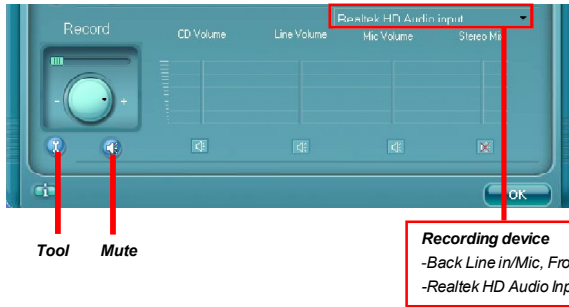 Realtek HD Audio input
Record
CD Volume
Line Volume
Mic Volume
Stereo Mix
- +
OK
Tool
Mute
Recording device
-Back Line in/Mic, Fro
-Realtek HD Audio Inp